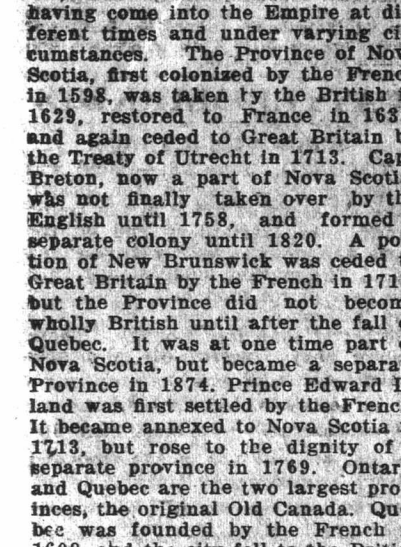 having come into the Empire at di
ferent times and under varying ci
cumstances. The Province of Nov
Scotia, first colonized by the Frenc
in 1598, was taken by the British i
1629, restored to France in 163
and again ceded to Great Britain b
the Treaty of Utrecht in 1713. Cap
Breton, now a part of Nova Scoti
was not finally taken over by th
English until 1758, and formed
separate colony until 1820. A po
tion of New Brunswick was ceded t
Great Britain by the French in 171
but the Province did not becom
wholly British until after the fall o
Quebec. It was at one time part o
Nova Scotia, but became a separa
Province in 1874. Prince Edward I
land was first settled by the Frenc
It became annexed to Nova Scotia
1713, but rose to the dignity of
separate province in 1769. Ontar
and Quebec are the two largest pro
inces, the original Old Canada. Qu
bec was founded by the French